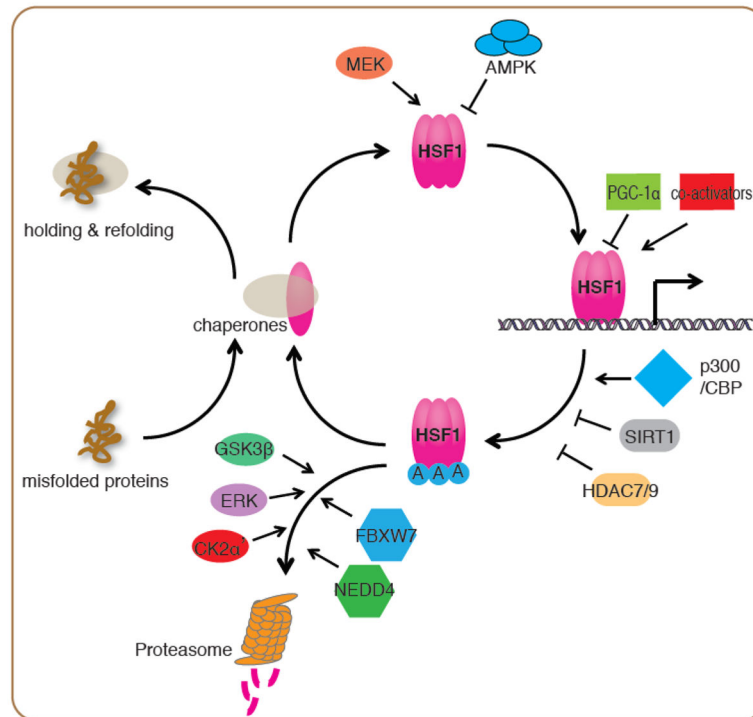 MEK
AMPK
HSF1
PGC-1α
co-activators
holding & refolding
HSF1
chaperones
p300
/CBP
HSF1
GSK3β
SIRT1
A A A
misfolded proteins
HDAC7/9
ERK
FBXW7
CK2α'
NEDD4
Proteasome